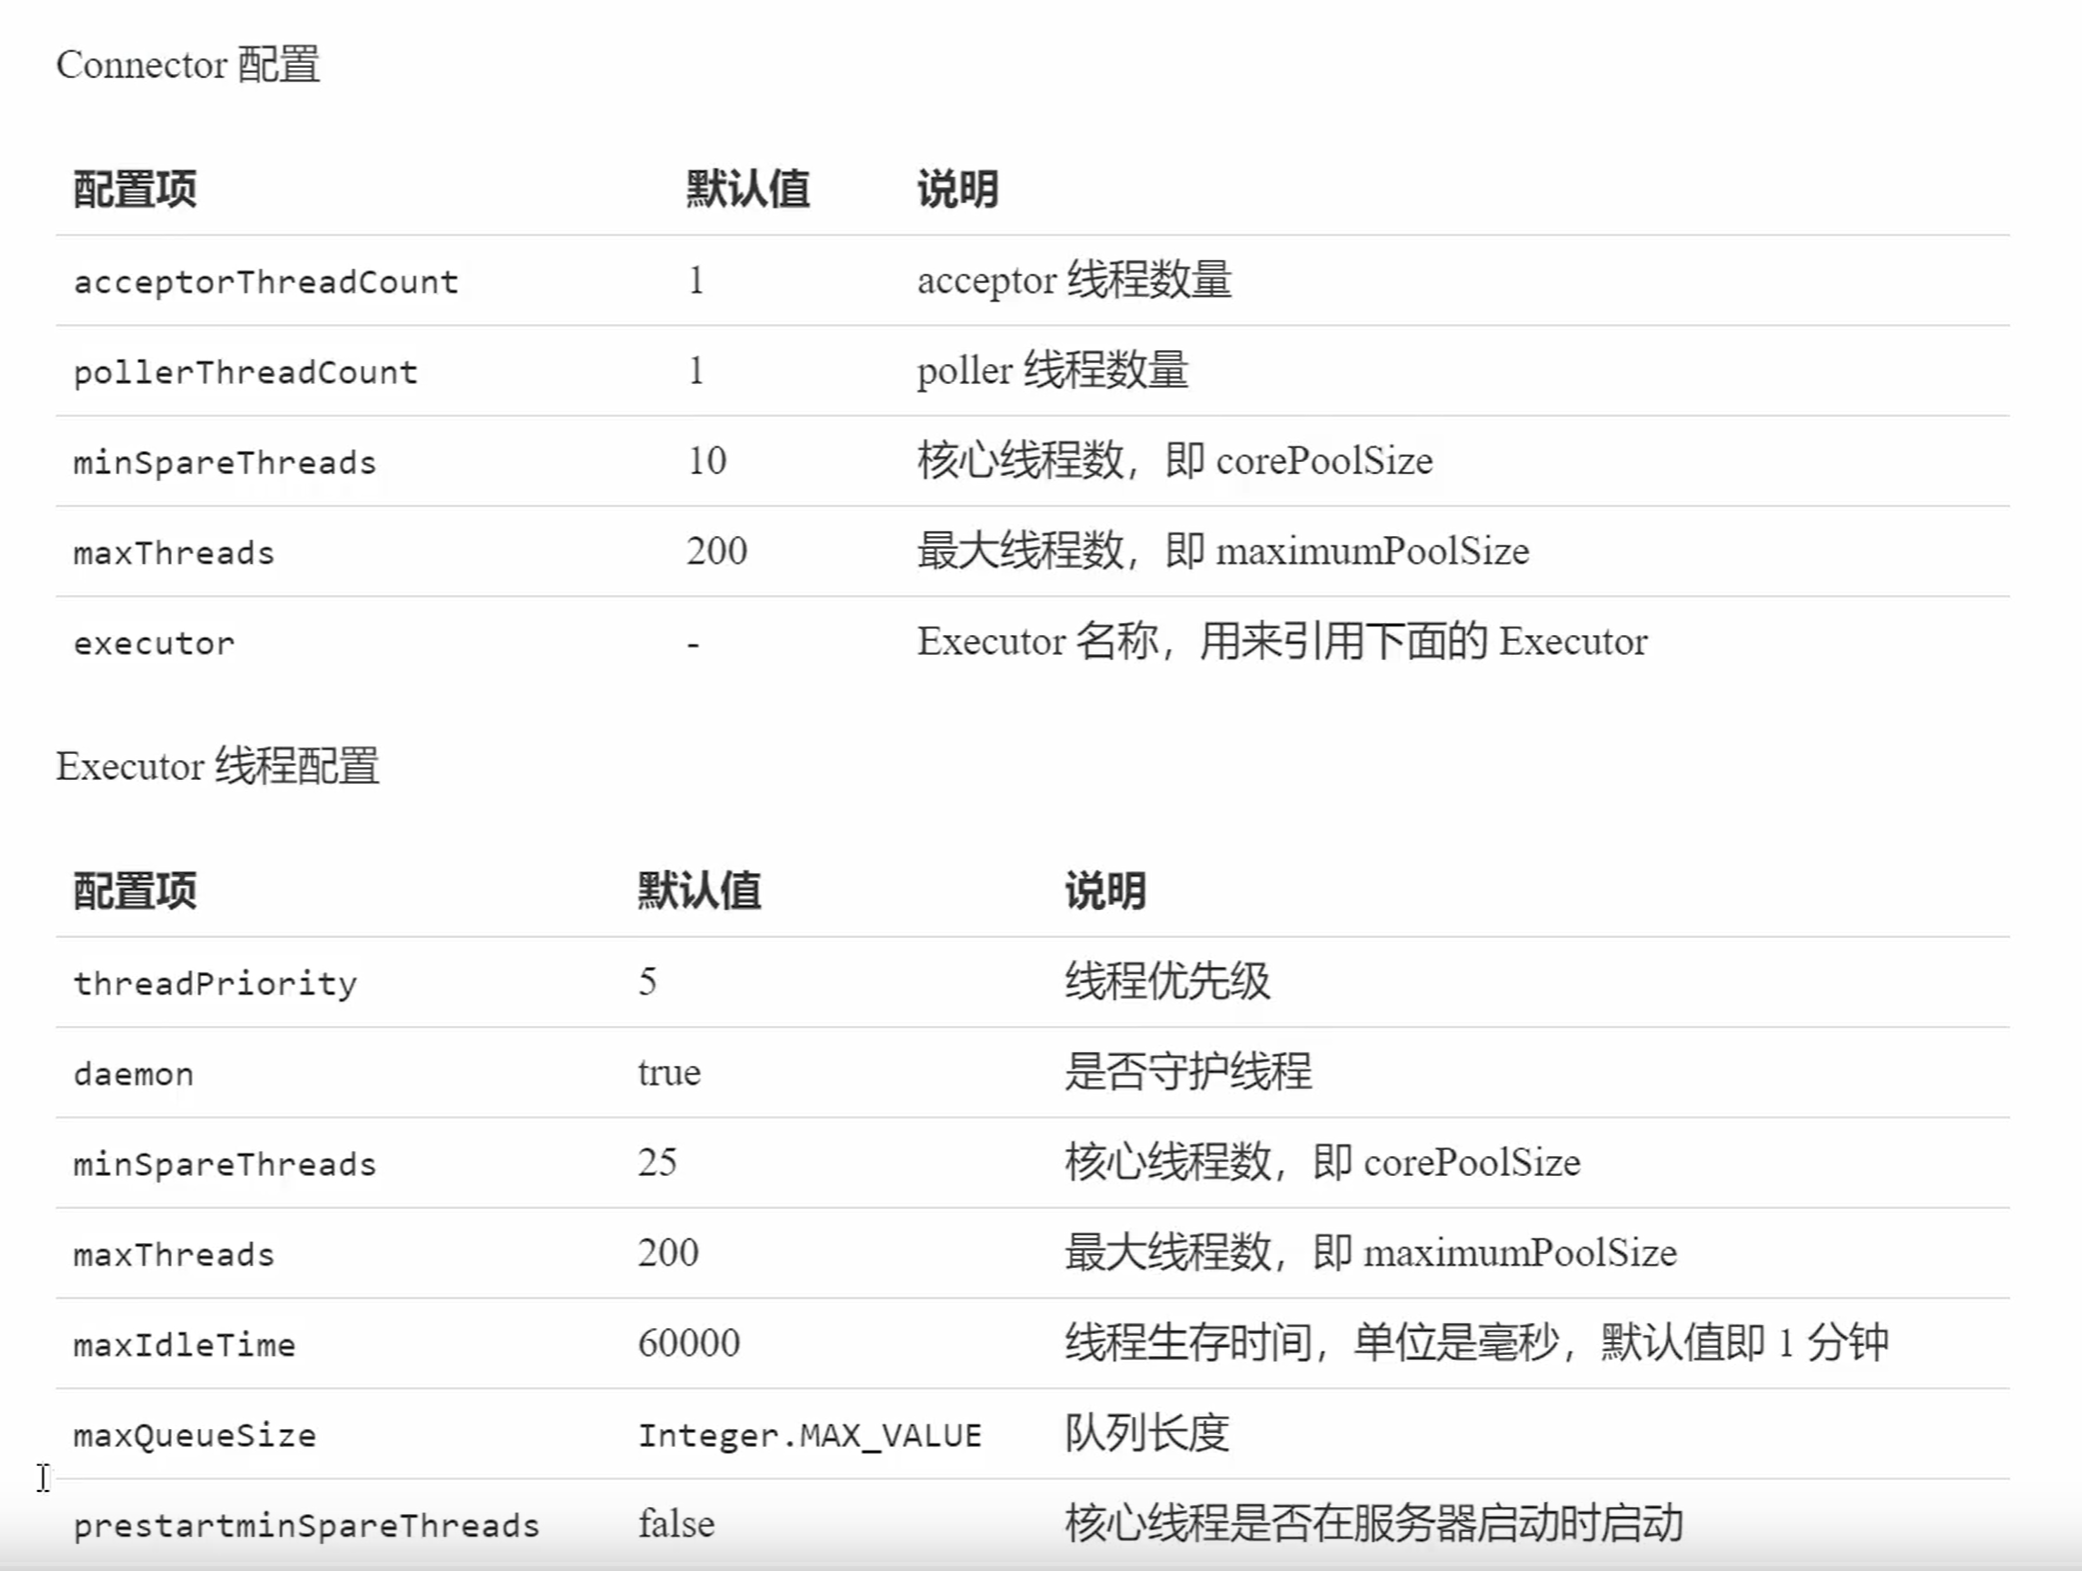 Connector 配置
配置项 默认值 说明
acceptorThreadCount 1 acceptor 线程数量
pollerThreadCount 1 poller 线程数量
minSpareThreads 10 核心线程数，即 corePoolSize
maxThreads 200 最大线程数，即 maximumPoolSize
executor - Executor 名称，用来引用下面的 Executor
Executor 线程配置
配置项 默认值 说明
threadPriority 5 线程优先级
daemon true 是否守护线程
minSpareThreads 25 核心线程数，即 corePoolSize
maxThreads 200 最大线程数，即 maximumPoolSize
maxIdleTime 60000 线程生存时间，单位是毫秒，默认值即 1 分钟
maxQueueSize Integer.MAX_VALUE 队列长度
prestartminSpareThreads false 核心线程是否在服务器启动时启动